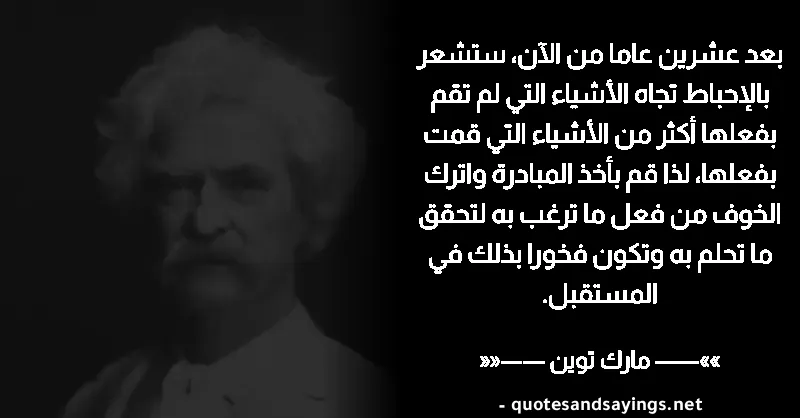 بعد عشرين عاما من الآن، ستشعر
بالإحباط تجاه الأشياء التي لم تقم
بفعلها أكثر من الأشياء التي قمت
بفعلها، لذا قم بأخذ المبادرة واترك
الخوف من فعل ما ترغب به لتحقق
ما تحلم به وتكون فخورا بذلك في
المستقبل.
»»—— مارك توين ——««
- quotesandsayings.net